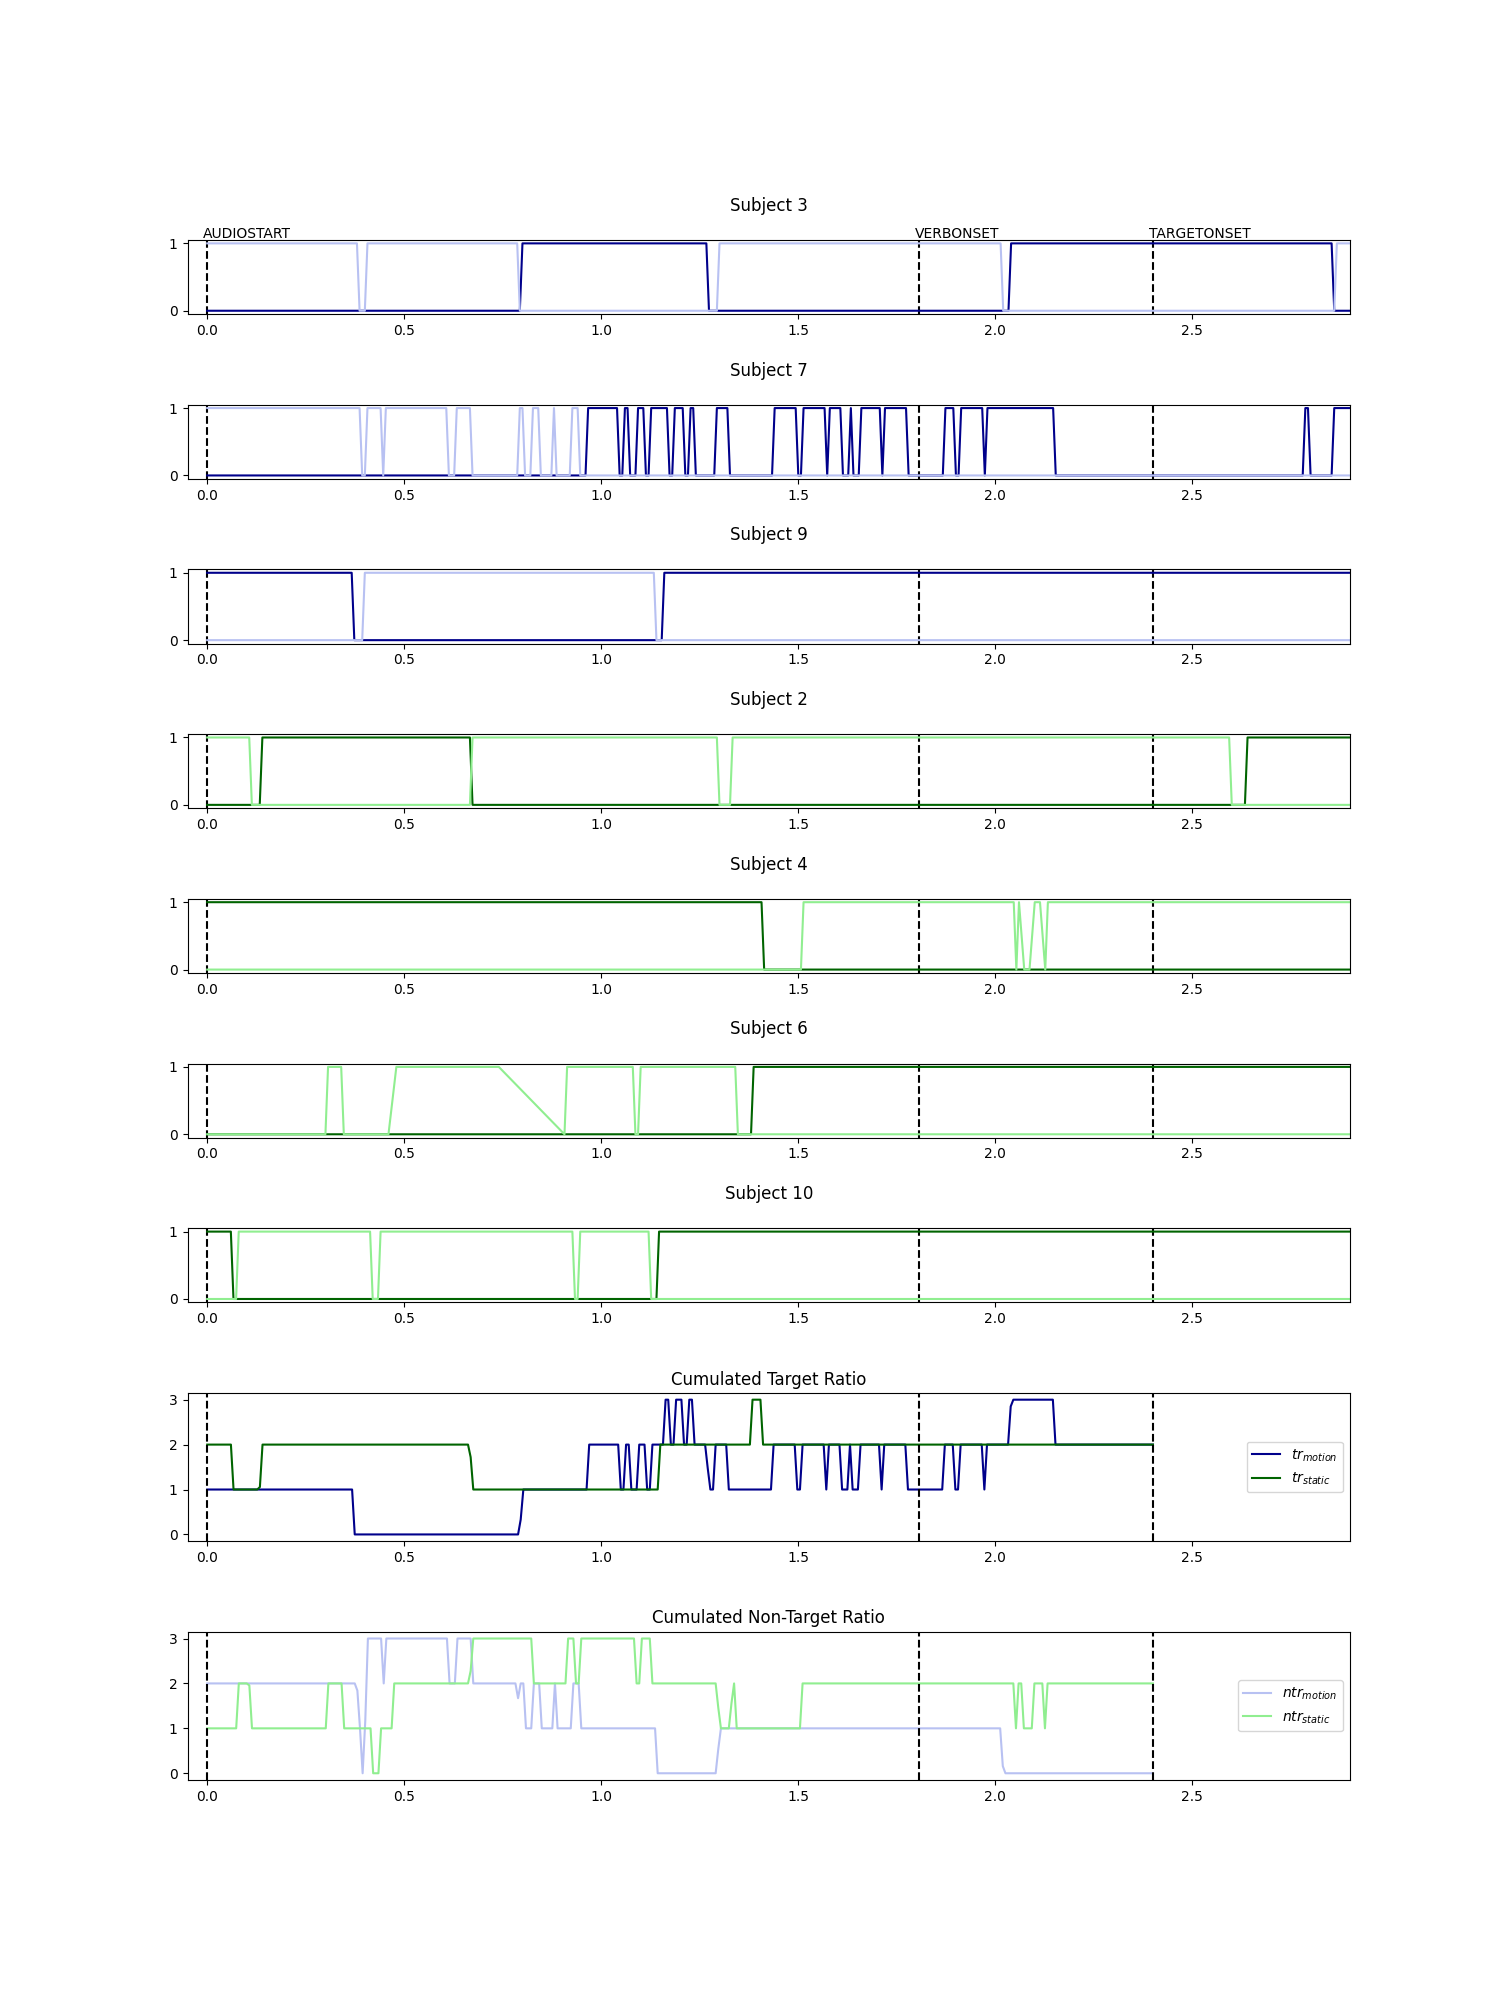 Subject 3
AUDIOSTART VERBONSET TARGETONSET
1
0
0.0 0.5 1.0 1.5 2.0 2.5
Subject 7
1
0
0.0 0.5 1.0 1.5 2.0 2.5
Subject 9
1
0
0.0 0.5 1.0 1.5 2.0 2.5
Subject 2
1
0
0.0 0.5 1.0 1.5 2.0 2.5
Subject 4
1
0
0.0 0.5 1.0 1.5 2.0 2.5
Subject 6
1
0
0.0 0.5 1.0 1.5 2.0 2.5
Subject 10
1
0
0.0 0.5 1.0 1.5 2.0 2.5
Cumulated Target Ratio
3
2
1
0
tr_motion
tr_static
0.0 0.5 1.0 1.5 2.0 2.5
Cumulated Non-Target Ratio
3
2
1
0
ntr_motion
ntr_static
0.0 0.5 1.0 1.5 2.0 2.5